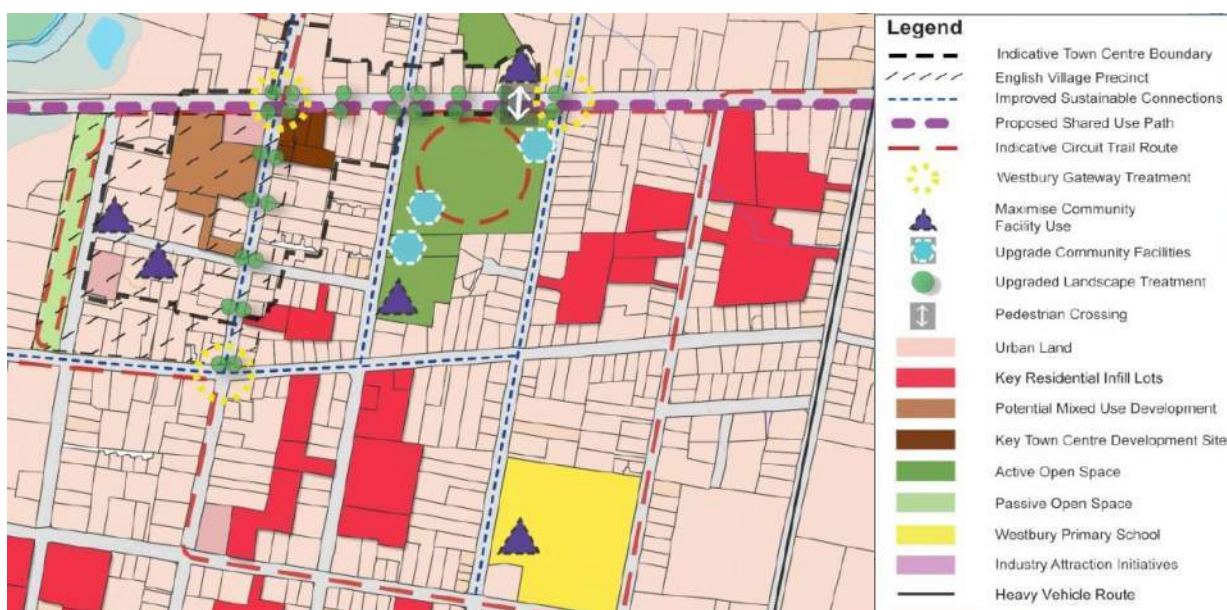 Legend
Indicative Town Centre Boundary
English Village Precinct
Improved Sustainable Connections
Proposed Shared Use Path
Indicative Circuit Trail Route
Westbury Gateway Treatment
Maximise Community
Facility Use
Upgrade Community Facilities
Upgraded Landscape Treatment
Pedestrian Crossing
Urban Land
Key Residential Infill Lots
Potential Mixed Use Development
Key Town Centre Development Site
Active Open Space
Passive Open Space
Westbury Primary School
Industry Attraction Initiatives
Heavy Vehicle Route